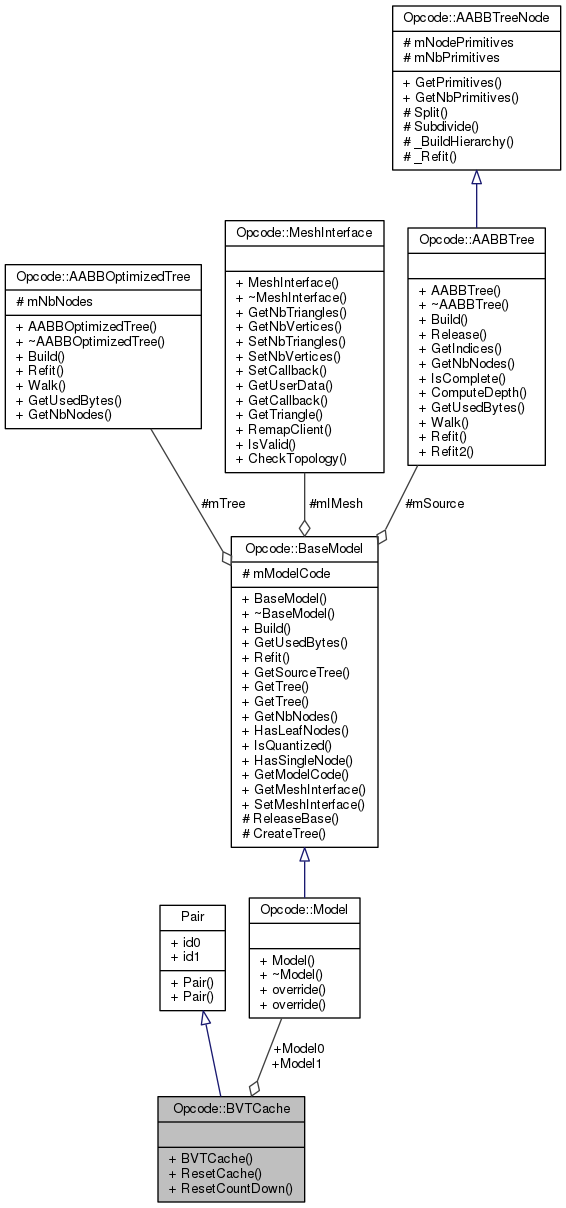 Opcode::AABBTreeNode
# mNodePrimitives
# mNbPrimitives
+ GetPrimitives()
+ GetNbPrimitives()
# Split()
# Subdivide()
# _BuildHierarchy()
# _Refit()
Opcode::AABBOptimizedTree
# mNbNodes
+ AABBOptimizedTree()
+ ~AABBOptimizedTree()
+ Build()
+ Refit()
+ Walk()
+ GetUsedBytes()
+ GetNbNodes()
Opcode::MeshInterface
+ MeshInterface()
+ ~MeshInterface()
+ GetNbTriangles()
+ GetNbVertices()
+ SetNbTriangles()
+ SetNbVertices()
+ SetCallback()
+ GetUserData()
+ GetCallback()
+ GetTriangle()
+ RemapClient()
+ IsValid()
+ CheckTopology()
Opcode::AABBTree
+ AABBTree()
+ ~AABBTree()
+ Build()
+ Release()
+ GetIndices()
+ GetNbNodes()
+ IsComplete()
+ ComputeDepth()
+ GetUsedBytes()
+ Walk()
+ Refit()
+ Refit2()
#mTree
#mIMesh
#mSource
Opcode::BaseModel
# mModelCode
+ BaseModel()
+ ~BaseModel()
+ Build()
+ GetUsedBytes()
+ Refit()
+ GetSourceTree()
+ GetTree()
+ GetTree()
+ GetNbNodes()
+ HasLeafNodes()
+ IsQuantized()
+ HasSingleNode()
+ GetModelCode()
+ GetMeshInterface()
+ SetMeshInterface()
# ReleaseBase()
# CreateTree()
Pair
+ id0
+ id1
+ Pair()
+ Pair()
Opcode::Model
+ Model()
+ ~Model()
+ override()
+ override()
+Model0
+Model1
Opcode::BVTCache
+ BVTCache()
+ ResetCache()
+ ResetCountDown()